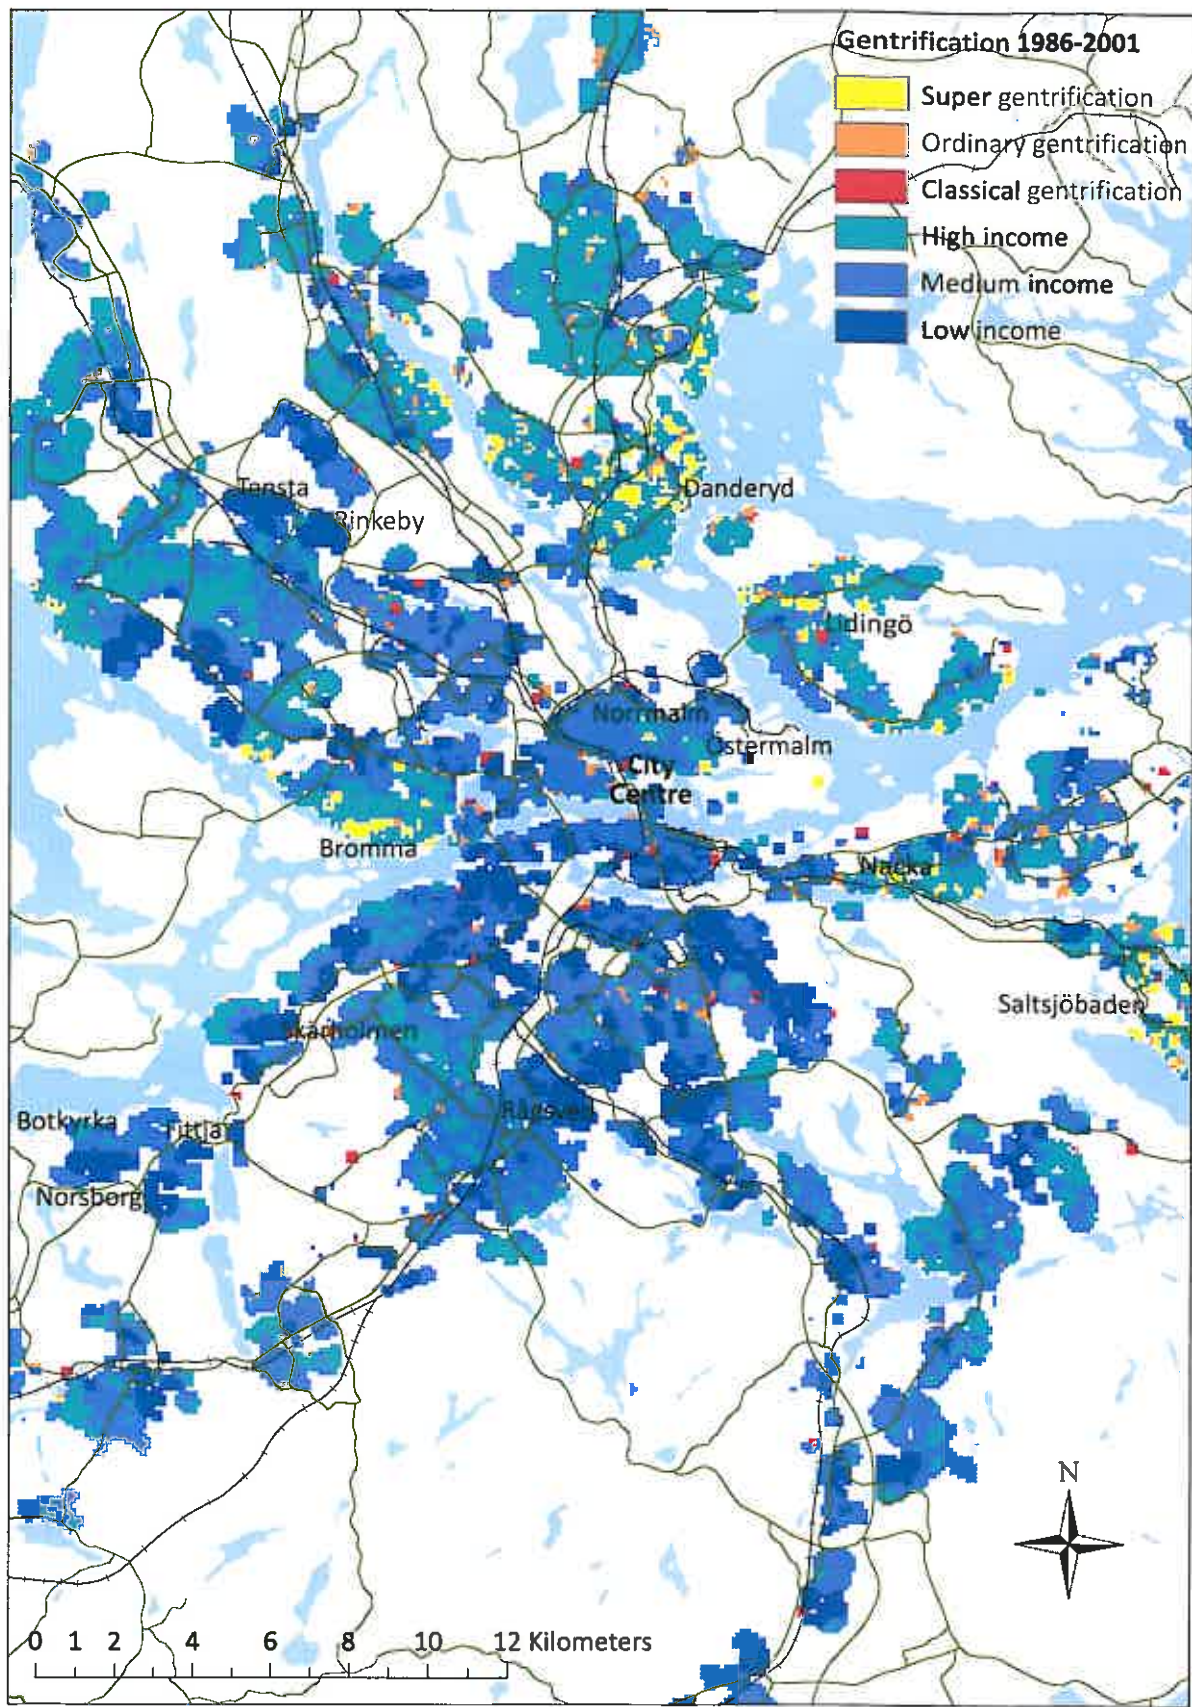 Gentrification 1986-2001
Super gentrification
Ordinary gentrification
Classical gentrification
High income
Medium income
Low income
Tensta
Rinkeby
Danderyd
Lidingö
Norrmalm
Östermalm
City
Centre
Bromma
Nacka
Saltsjöbaden
Skärholmen
Botkyrka
Fittja
Rågsved
Norsborg
N
0 1 2 4 6 8 10 12 Kilometers